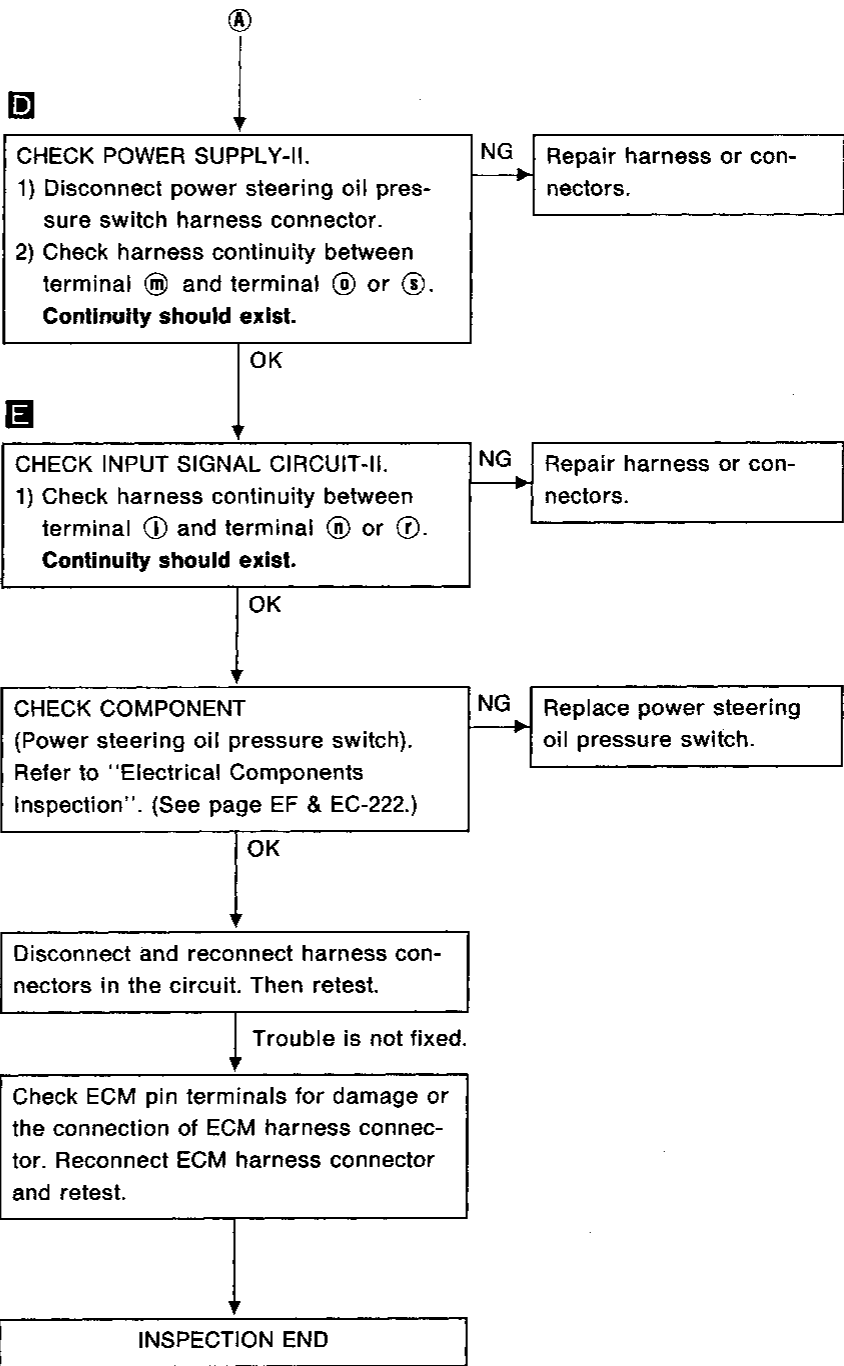 Ⓐ
D
CHECK POWER SUPPLY-II.
1) Disconnect power steering oil pres-
sure switch harness connector.
2) Check harness continuity between
terminal ⓜ and terminal ⓞ or ⓢ.
Continuity should exist.
NG
Repair harness or con-
nectors.
OK
E
CHECK INPUT SIGNAL CIRCUIT-II.
1) Check harness continuity between
terminal ⓛ and terminal ⓝ or ⓡ.
Continuity should exist.
NG
Repair harness or con-
nectors.
OK
CHECK COMPONENT
(Power steering oil pressure switch).
Refer to "Electrical Components
Inspection". (See page EF & EC-222.)
NG
Replace power steering
oil pressure switch.
OK
Disconnect and reconnect harness con-
nectors in the circuit. Then retest.
Trouble is not fixed.
Check ECM pin terminals for damage or
the connection of ECM harness connec-
tor. Reconnect ECM harness connector
and retest.
INSPECTION END